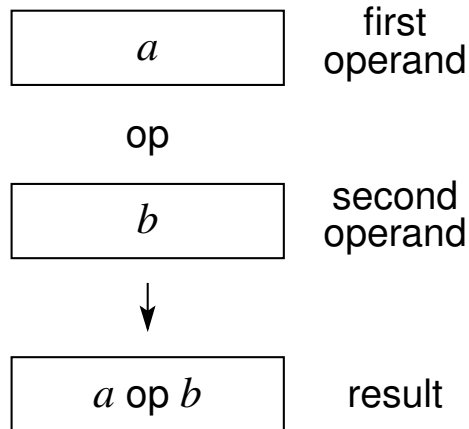 a
first
operand
op
b
second
operand
a op b
result